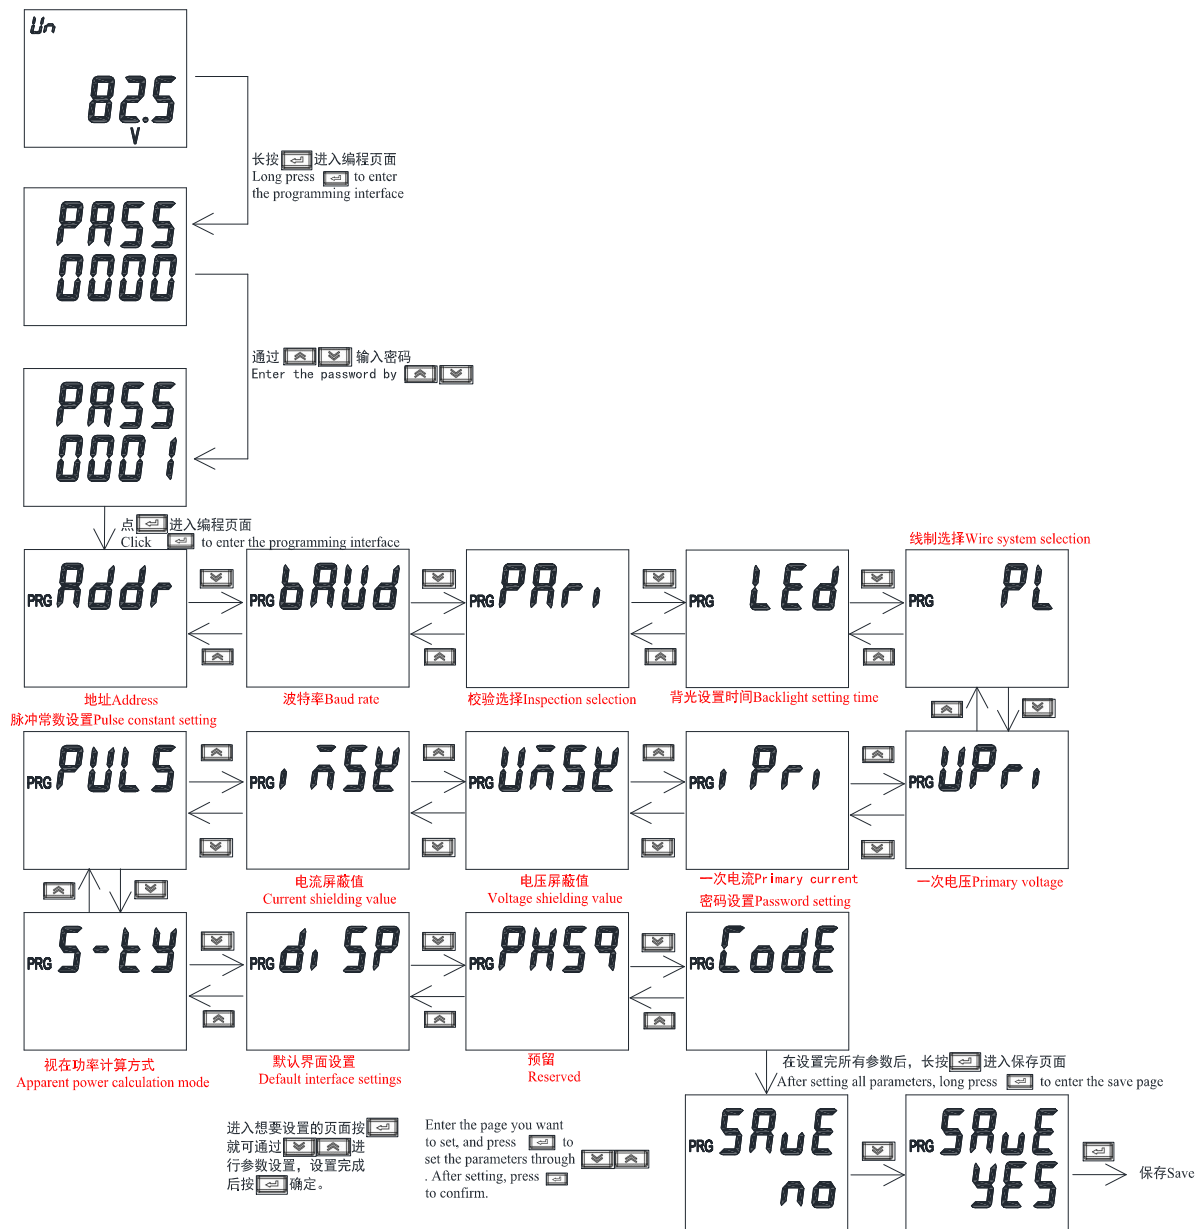 Un
82.5
V
长按 进入编程页面
Long press to enter
the programming interface
PASS
0000
通过 输入密码
Enter the password by
PASS
0001
点 进入编程页面
Click to enter the programming interface
线制选择Wire system selection
PRG Addr
PRG bAUd
PRG PAri
PRG LEd
PRG PL
地址Address
波特率Baud rate
校验选择Inspection selection
背光设置时间Backlight setting time
脉冲常数设置Pulse constant setting
PRG PULS
PRG
PRG
PRG i Pri
PRG UPri
电流屏蔽值
Current shielding value
电压屏蔽值
Voltage shielding value
一次电流Primary current
一次电压Primary voltage
密码设置Password setting
PRG S-tY
PRG di SP
PRG PHSq
PRG CodE
视在功率计算方式
Apparent power calculation mode
默认界面设置
Default interface settings
预留
Reserved
在设置完所有参数后，长按 进入保存页面
After setting all parameters, long press to enter the save page
进入想要设置的页面按
就可通过 进
行参数设置，设置完成
后按 确定。
Enter the page you want
to set, and press to
set the parameters through
. After setting, press
to confirm.
PRG SAvE
no
PRG SAvE
YES
保存Save